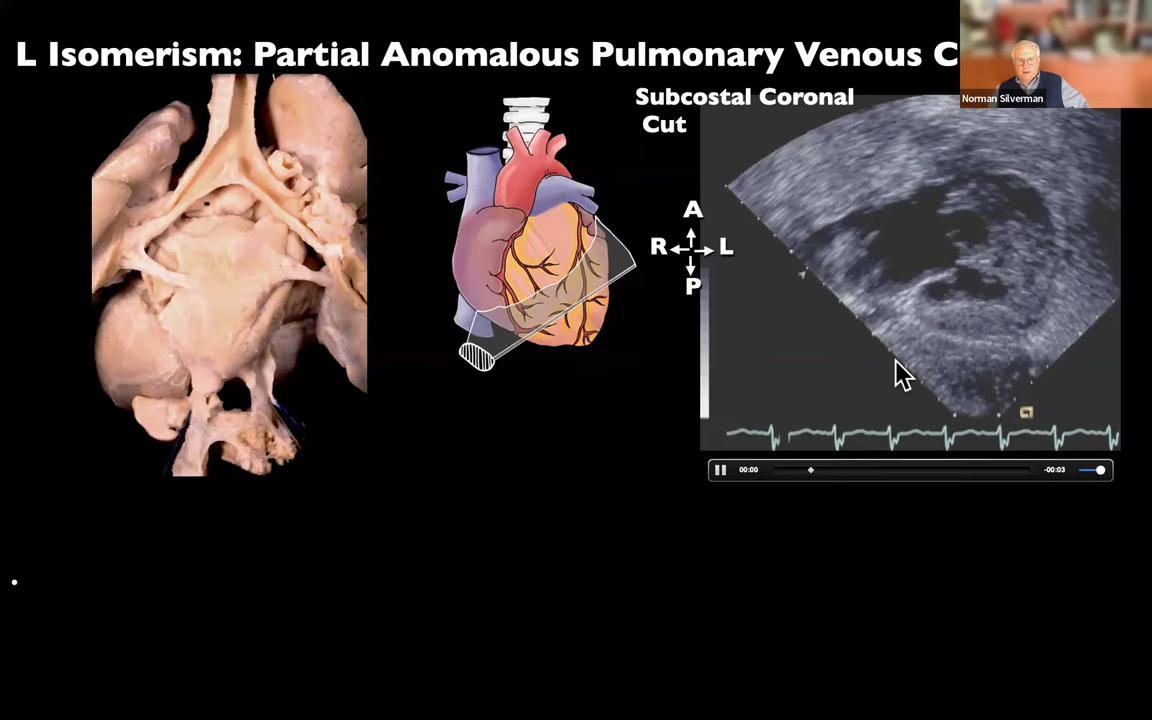 L Isomerism: Partial Anomalous Pulmonary Venous C
Norman Silverman
Subcostal Coronal
Cut
A
R L
P
00:00 -00:03